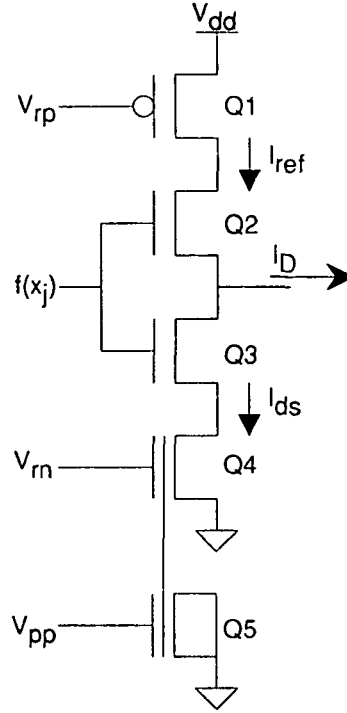 Vdd
Vrp
Q1
Iref
Q2
f(xj)
ID
Q3
Ids
Vrn
Q4
Vpp
Q5